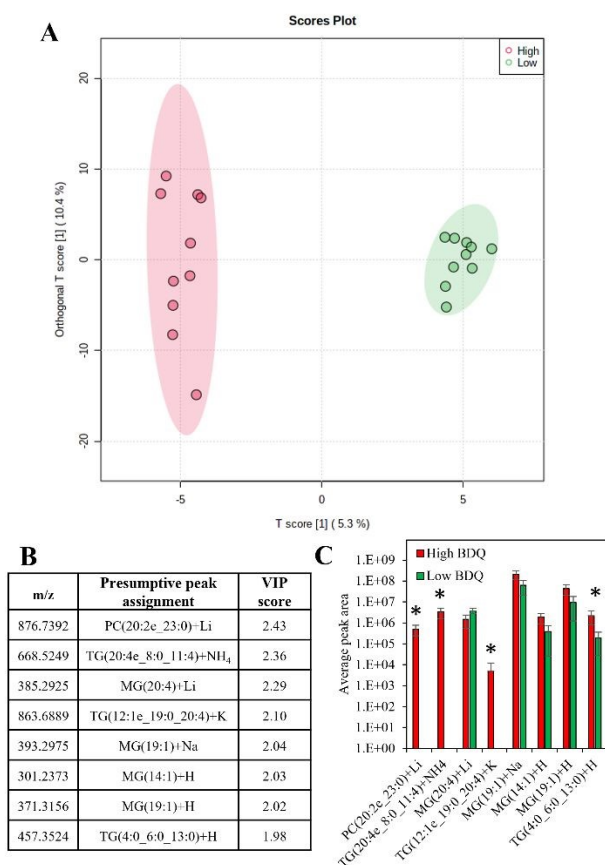 A
Scores Plot
High
Low
Orthogonal T score [1] ( 10.4 %)
20
10
0
-10
-20
-5
0
5
T score [1] ( 5.3 %)
B
m/z Presumptive peak assignment VIP score
876.7392 PC(20:2e_23:0)+Li 2.43
668.5249 TG(20:4e_8:0_11:4)+NH4 2.36
385.2925 MG(20:4)+Li 2.29
863.6889 TG(12:1e_19:0_20:4)+K 2.10
393.2975 MG(19:1)+Na 2.04
301.2373 MG(14:1)+H 2.03
371.3156 MG(19:1)+H 2.02
457.3524 TG(4:0_6:0_13:0)+H 1.98
C
High BDQ
Low BDQ
Average peak area
1.E+09
1.E+08
1.E+07
1.E+06
1.E+05
1.E+04
1.E+03
1.E+02
1.E+01
1.E+00
* * * *
PC(20:2e_23:0)+Li
TG(20:4e_8:0_11:4)+NH4
MG(20:4)+Li
TG(12:1e_19:0_20:4)+K
MG(19:1)+Na
MG(14:1)+H
MG(19:1)+H
TG(4:0_6:0_13:0)+H